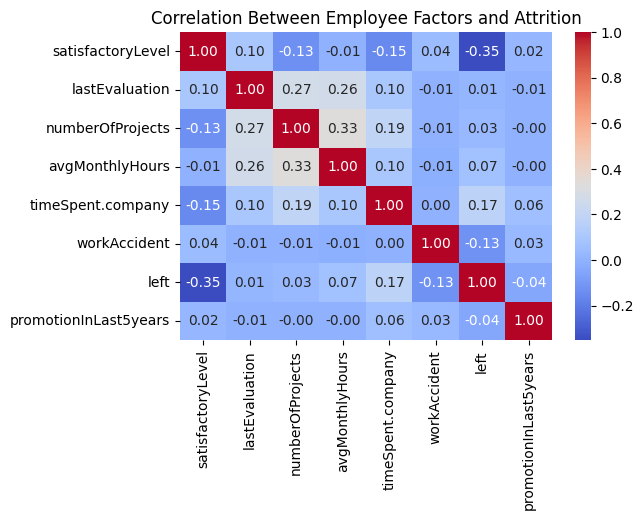 Correlation Between Employee Factors and Attrition
satisfactoryLevel 1.00 0.10 -0.13 -0.01 -0.15 0.04 -0.35 0.02
lastEvaluation 0.10 1.00 0.27 0.26 0.10 -0.01 0.01 -0.01
numberOfProjects -0.13 0.27 1.00 0.33 0.19 -0.01 0.03 -0.00
avgMonthlyHours -0.01 0.26 0.33 1.00 0.10 -0.01 0.07 -0.00
timeSpent.company -0.15 0.10 0.19 0.10 1.00 0.00 0.17 0.06
workAccident 0.04 -0.01 -0.01 -0.01 0.00 1.00 -0.13 0.03
left -0.35 0.01 0.03 0.07 0.17 -0.13 1.00 -0.04
promotionInLast5years 0.02 -0.01 -0.00 -0.00 0.06 0.03 -0.04 1.00
satisfactoryLevel
lastEvaluation
numberOfProjects
avgMonthlyHours
timeSpent.company
workAccident
left
promotionInLast5years
1.0
0.8
0.6
0.4
0.2
0.0
−0.2